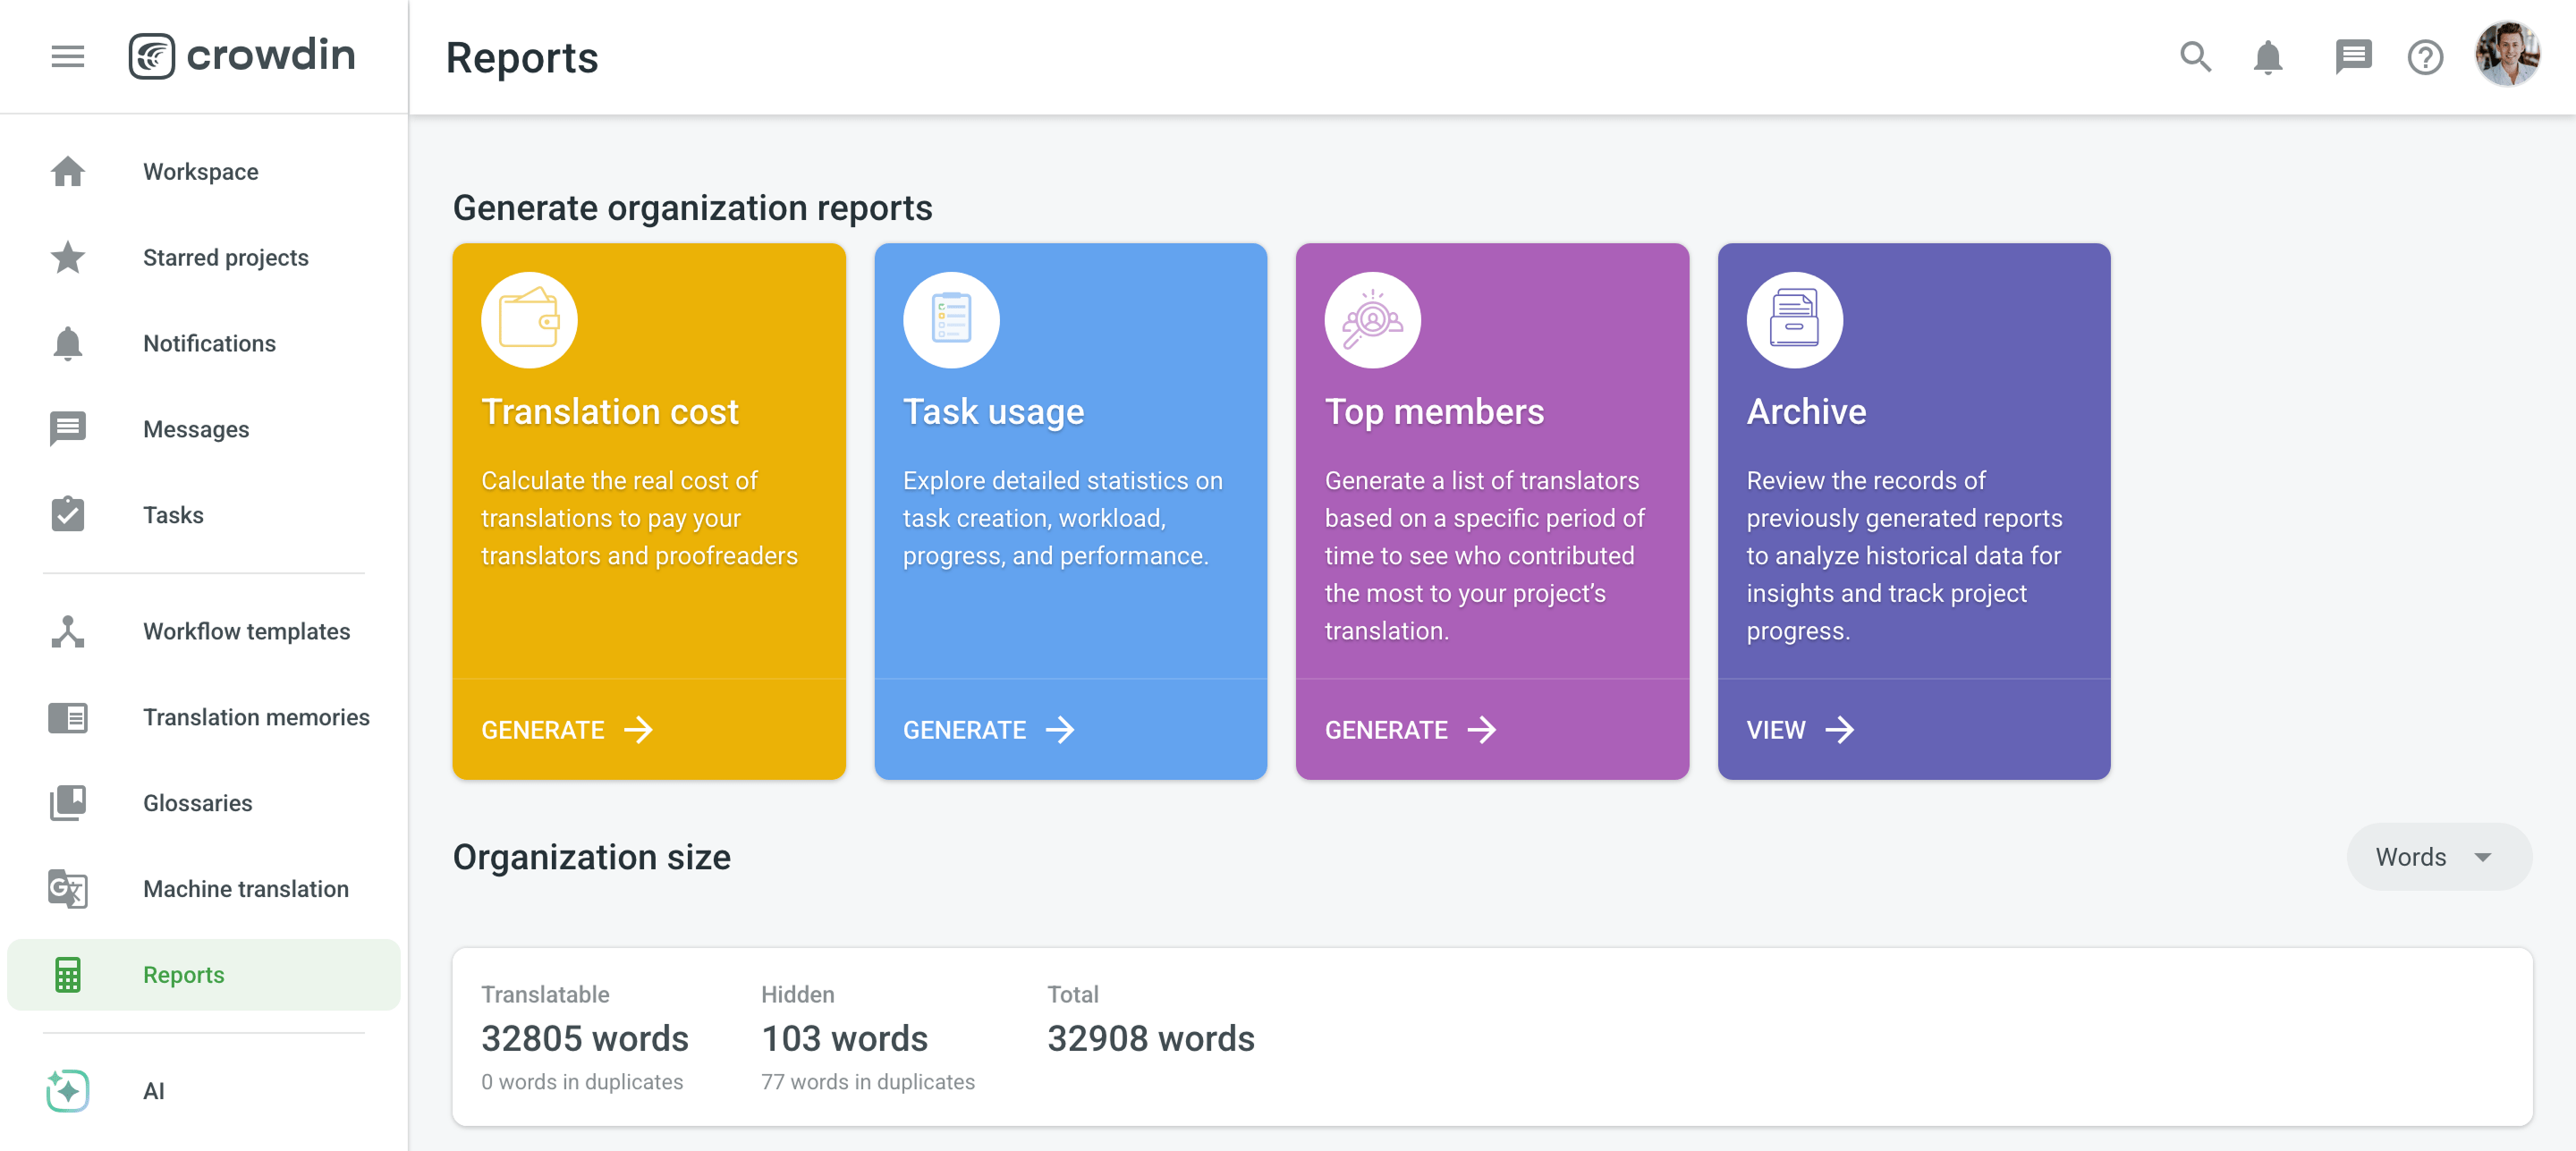 crowdin
Reports
Workspace
Starred projects
Notifications
Messages
Tasks
Workflow templates
Translation memories
Glossaries
Machine translation
Reports
AI
Generate organization reports
Translation cost
Calculate the real cost of
translations to pay your
translators and proofreaders
GENERATE
Task usage
Explore detailed statistics on
task creation, workload,
progress, and performance.
GENERATE
Top members
Generate a list of translators
based on a specific period of
time to see who contributed
the most to your project’s
translation.
GENERATE
Archive
Review the records of
previously generated reports
to analyze historical data for
insights and track project
progress.
VIEW
Organization size
Words
Translatable
32805 words
0 words in duplicates
Hidden
103 words
77 words in duplicates
Total
32908 words